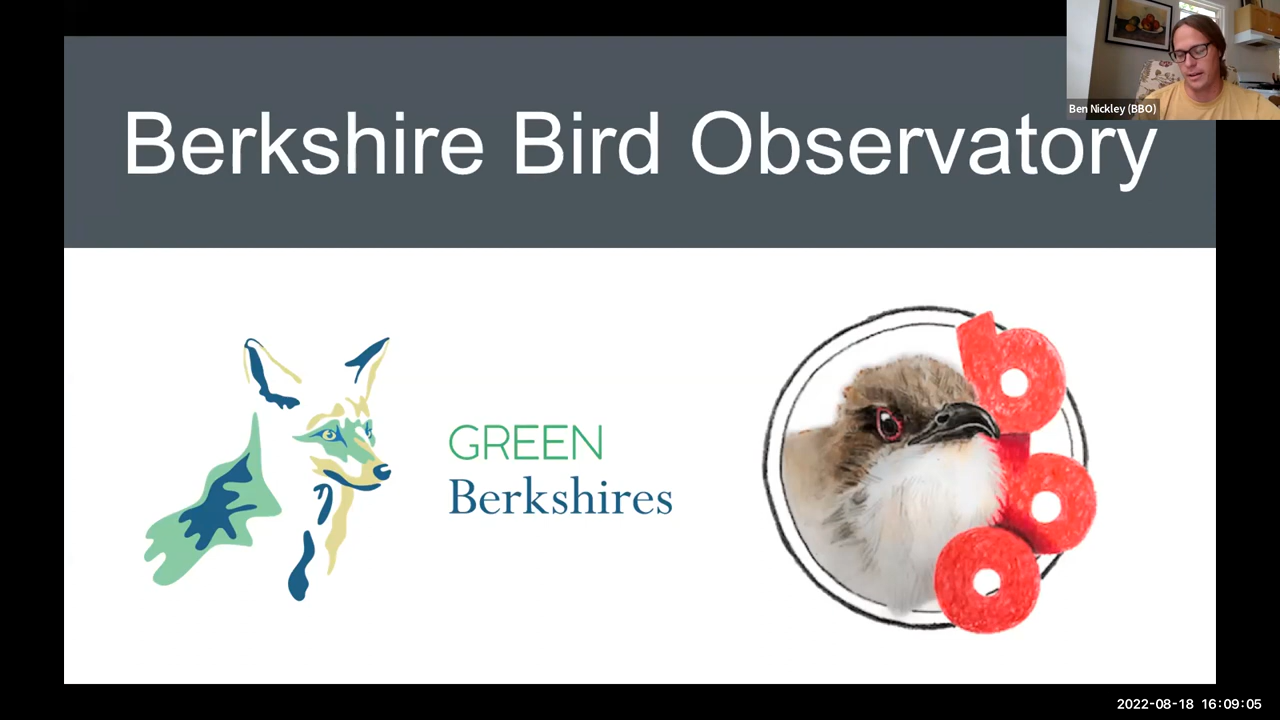 Berkshire Bird Observatory
Ben Nickley (BBO)
GREEN
Berkshires
bbo
2022-08-18 16:09:05